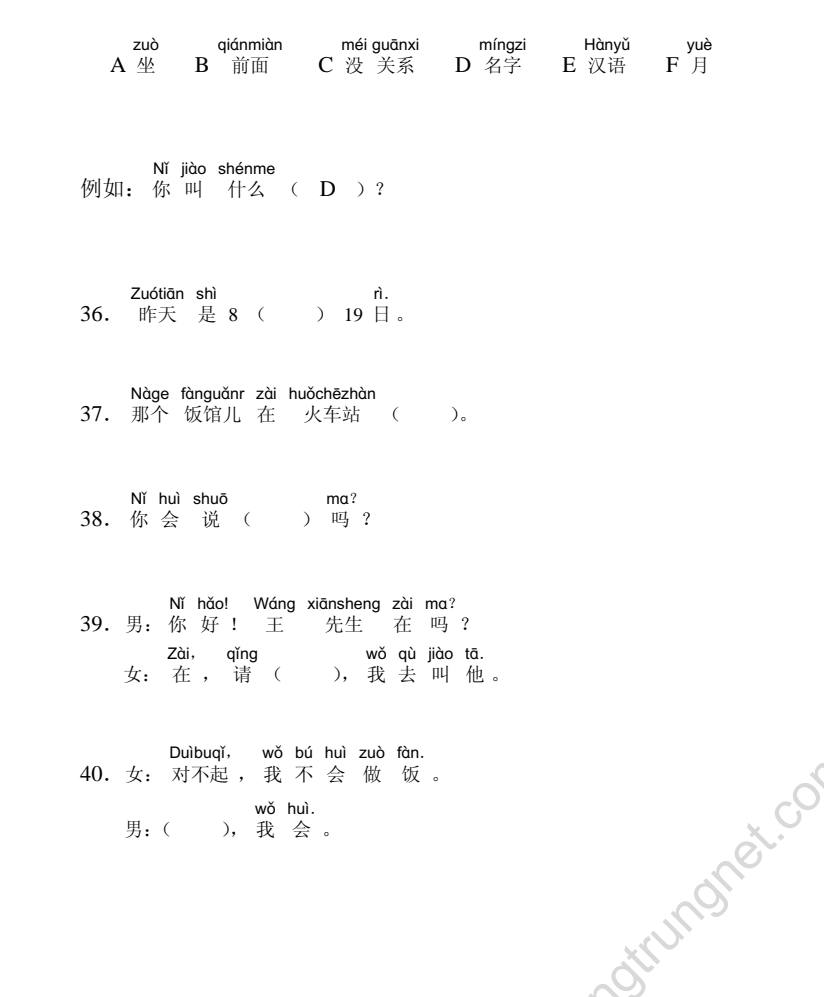 zuò qiánmiàn méi guānxi míngzi Hànyǔ yuè
A 坐 B 前面 C 没 关系 D 名字 E 汉语 F 月
Nǐ jiào shénme
例如： 你 叫 什么 （ D ）？
Zuótiān shì rì.
36． 昨天 是 8 （ ） 19 日 。
Nàge fànguǎnr zài huǒchēzhàn
37． 那个 饭馆儿 在 火车站 （ ）。
Nǐ huì shuō ma？
38． 你 会 说 （ ） 吗 ？
Nǐ hǎo! Wáng xiānsheng zài ma？
39． 男： 你 好 ！ 王 先生 在 吗 ？
Zài， qǐng wǒ qù jiào tā.
女： 在 ， 请 （ ）， 我 去 叫 他 。
Duìbuqǐ， wǒ bú huì zuò fàn.
40． 女： 对不起 ， 我 不 会 做 饭 。
wǒ huì.
男：（ ）， 我 会 。